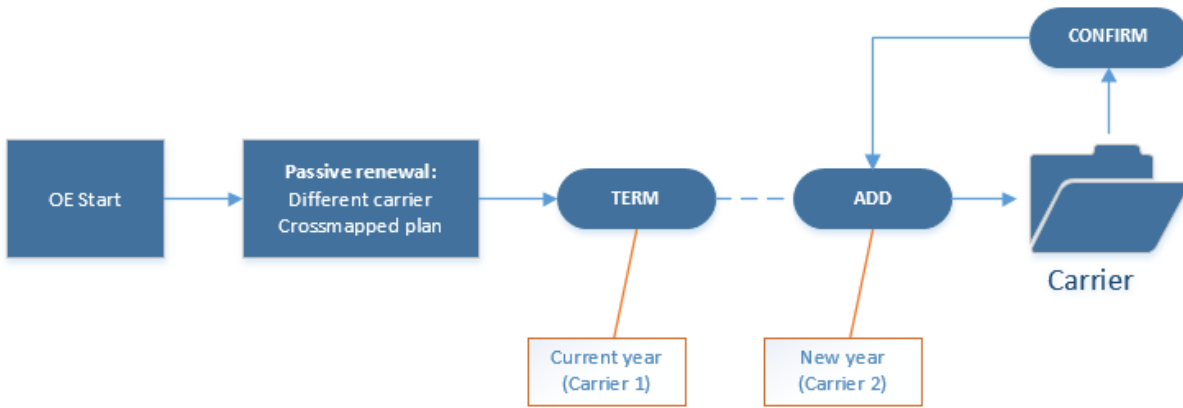 CONFIRM
OE Start
Passive renewal:
Different carrier
Crossmapped plan
TERM
ADD
Carrier
Current year
(Carrier 1)
New year
(Carrier 2)